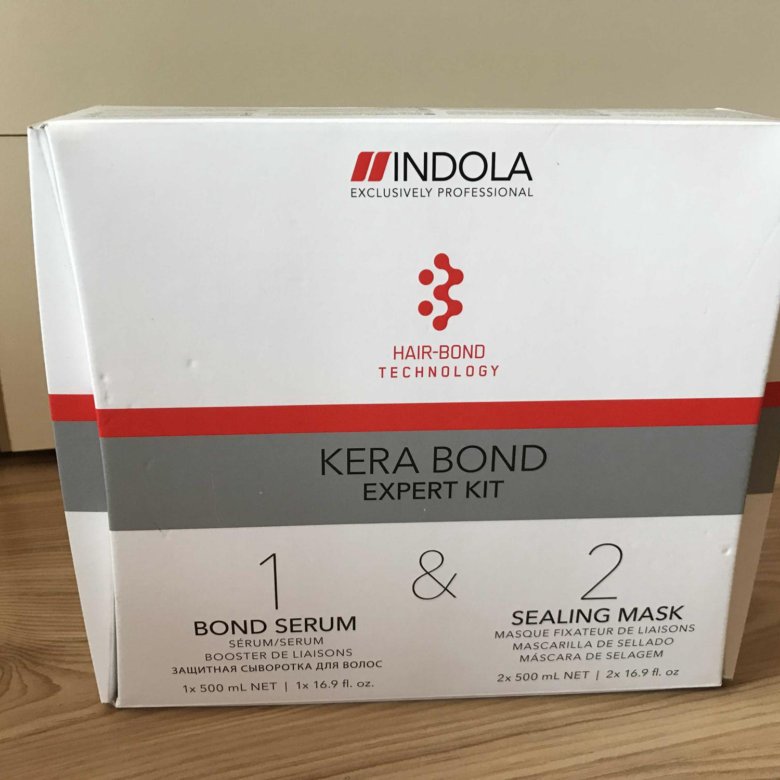 INDOLA
EXCLUSIVELY PROFESSIONAL
HAIR-BOND
TECHNOLOGY
KERA BOND
EXPERT KIT
1
&
2
BOND SERUM
SÉRUM/SERUM
BOOSTER DE LIAISONS
ЗАЩИТНАЯ СЫВОРОТКА ДЛЯ ВОЛОС
1x 500 mL NET | 1x 16.9 fl. oz.
SEALING MASK
MASQUE FIXATEUR DE LIAISONS
MASCARILLA DE SELLADO
MÁSCARA DE SELAGEM
2x 500 mL NET | 2x 16.9 fl. oz